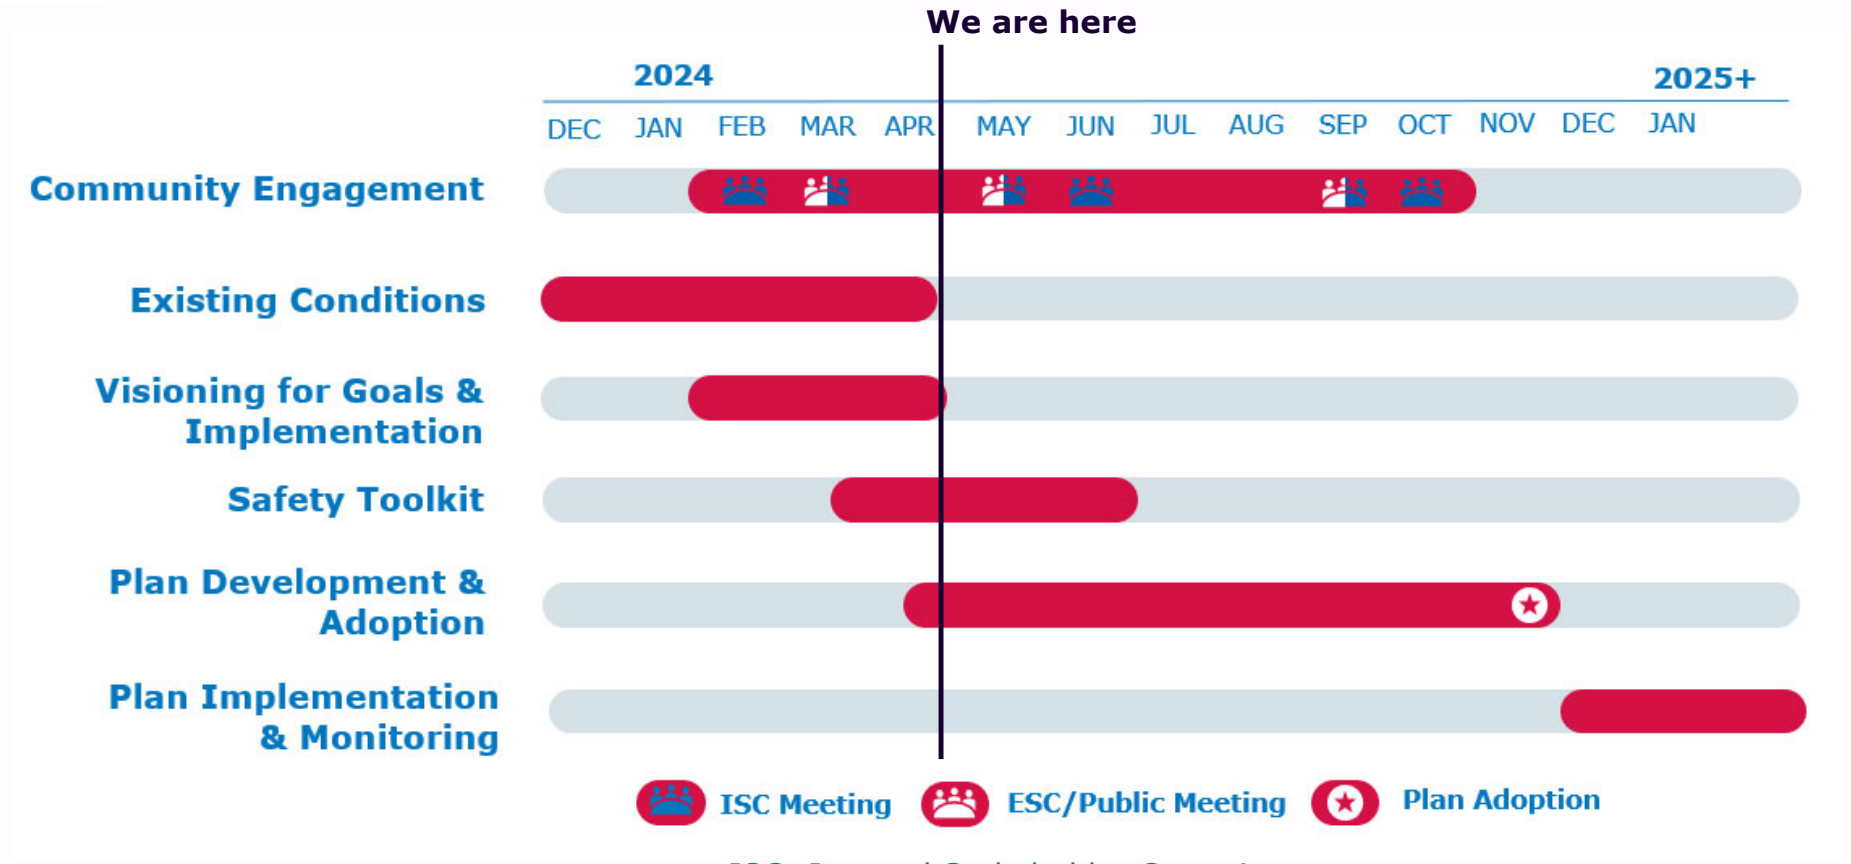 We are here
2024
2025+
DEC JAN FEB MAR APR MAY JUN JUL AUG SEP OCT NOV DEC JAN
Community Engagement
Existing Conditions
Visioning for Goals &
Implementation
Safety Toolkit
Plan Development &
Adoption
Plan Implementation
& Monitoring
ISC Meeting ESC/Public Meeting Plan Adoption